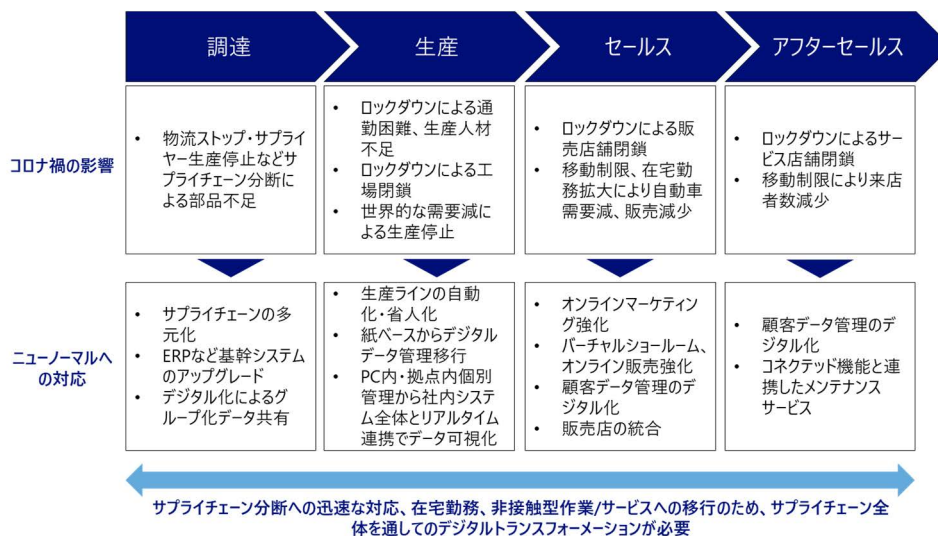 調達
生産
セールス
アフターセールス
コロナ禍の影響
• 物流ストップ・サプライ
ヤー生産停止などサ
プライチェーン分断に
よる部品不足
• ロックダウンによる通
勤困難、生産人材
不足
• ロックダウンによる工
場閉鎖
• 世界的な需要減に
よる生産停止
• ロックダウンによる販
売店舗閉鎖
• 移動制限、在宅勤
務拡大により自動車
需要減、販売減少
• ロックダウンによるサー
ビス店舗閉鎖
• 移動制限により来店
者数減少
ニューノーマルへ
の対応
• サプライチェーンの多
元化
• ERPなど基幹システム
のアップグレード
• デジタル化によるグ
ループ化データ共有
• 生産ラインの自動
化・省人化
• 紙ベースからデジタル
データ管理移行
• PC内・拠点内個別
管理から社内システ
ム全体とリアルタイム
連携でデータ可視化
• オンラインマーケティ
ング強化
• バーチャルショールーム、
オンライン販売強化
• 顧客データ管理のデ
ジタル化
• 販売店の統合
• 顧客データ管理のデ
ジタル化
• コネクテッド機能と連
携したメンテナンス
サービス
サプライチェーン分断への迅速な対応、在宅勤務、非接触型作業/サービスへの移行のため、サプライチェーン全
体を通してのデジタルトランスフォーメーションが必要